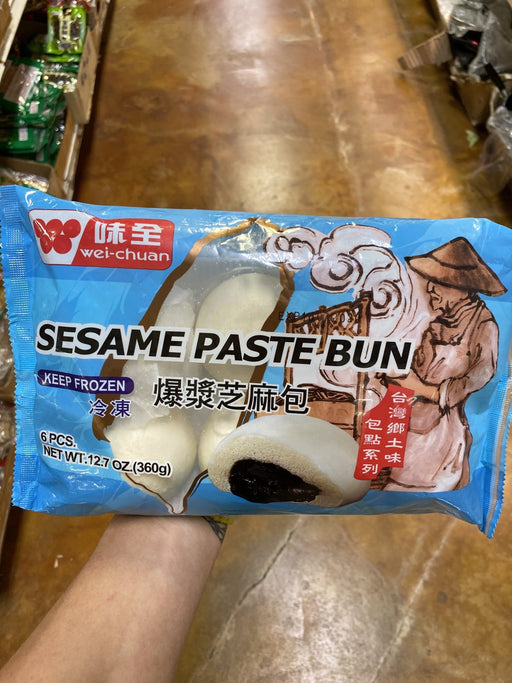 味全
wei-chuan
SESAME PASTE BUN
KEEP FROZEN
冷凍
爆漿芝麻包
6 PCS.
NET WT.12.7 OZ.(360g)
台灣鄉土味
包點系列